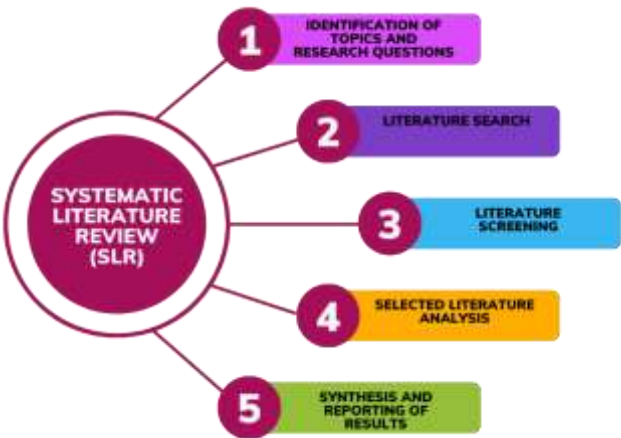 1
IDENTIFICATION OF
TOPICS AND
RESEARCH QUESTIONS
2
LITERATURE SEARCH
SYSTEMATIC
LITERATURE
REVIEW
(SLR)
3
LITERATURE
SCREENING
4
SELECTED LITERATURE
ANALYSIS
5
SYNTHESIS AND
REPORTING OF
RESULTS